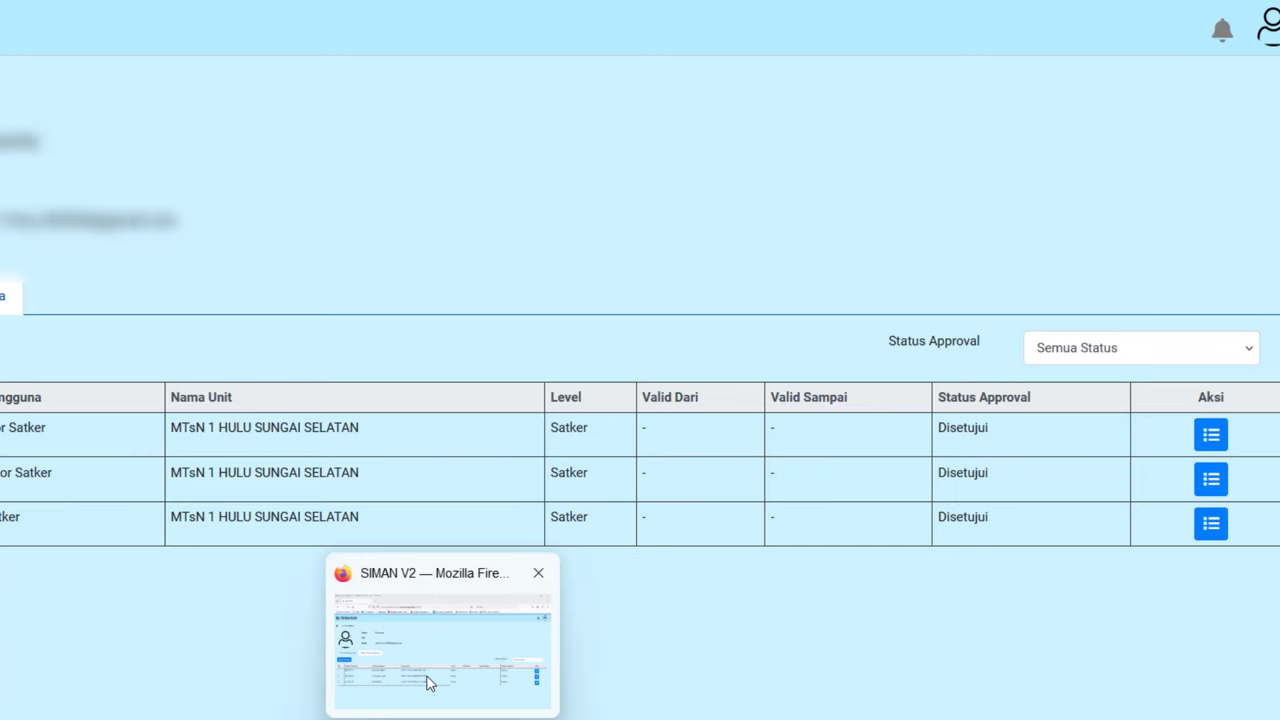 a
Status Approval
Semua Status
ngguna Nama Unit Level Valid Dari Valid Sampai Status Approval Aksi
or Satker MTsN 1 HULU SUNGAI SELATAN Satker - - Disetujui
or Satker MTsN 1 HULU SUNGAI SELATAN Satker - - Disetujui
tker MTsN 1 HULU SUNGAI SELATAN Satker - - Disetujui
SIMAN V2 — Mozilla Fire...